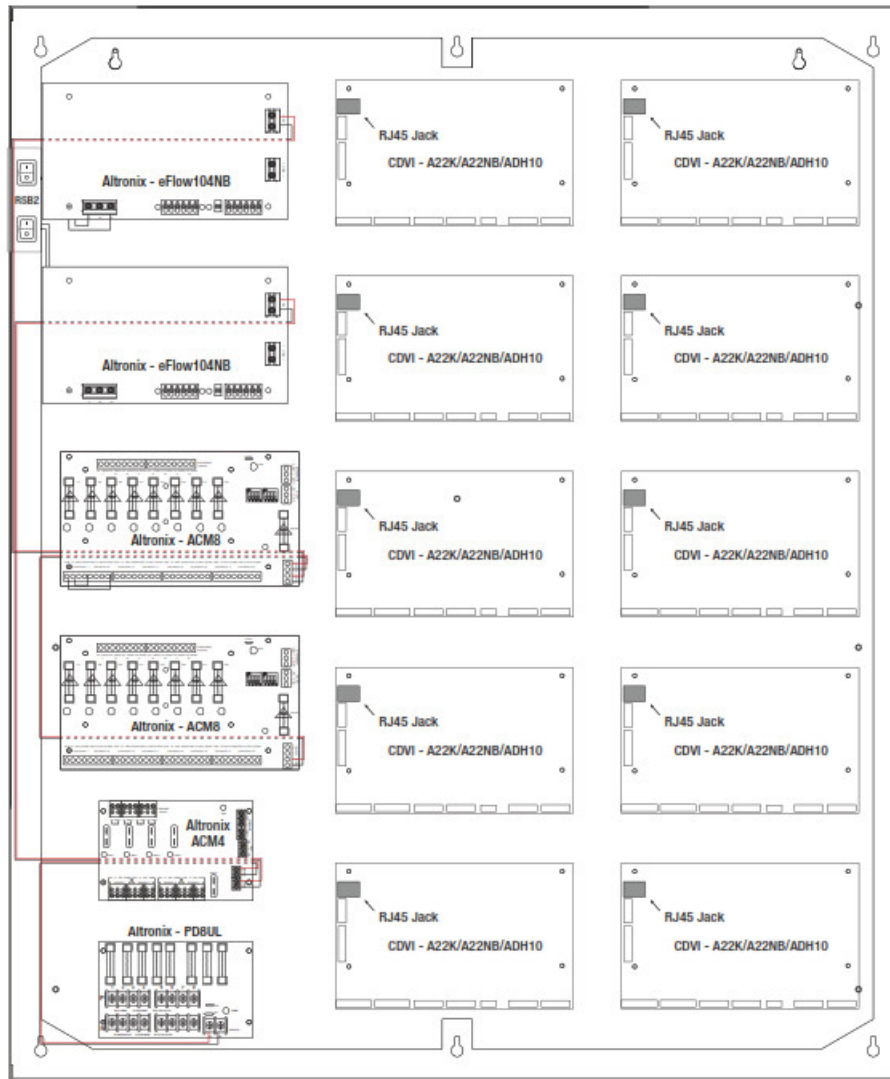 Altronix - eFlow104NB
RSB2
Altronix - eFlow104NB
Altronix - ACM8
Altronix - ACM8
Altronix
ACM4
Altronix - PD8UL
RJ45 Jack
CDVI - A22K/A22NB/ADH10
RJ45 Jack
CDVI - A22K/A22NB/ADH10
RJ45 Jack
CDVI - A22K/A22NB/ADH10
RJ45 Jack
CDVI - A22K/A22NB/ADH10
RJ45 Jack
CDVI - A22K/A22NB/ADH10
RJ45 Jack
CDVI - A22K/A22NB/ADH10
RJ45 Jack
CDVI - A22K/A22NB/ADH10
RJ45 Jack
CDVI - A22K/A22NB/ADH10
RJ45 Jack
CDVI - A22K/A22NB/ADH10
RJ45 Jack
CDVI - A22K/A22NB/ADH10